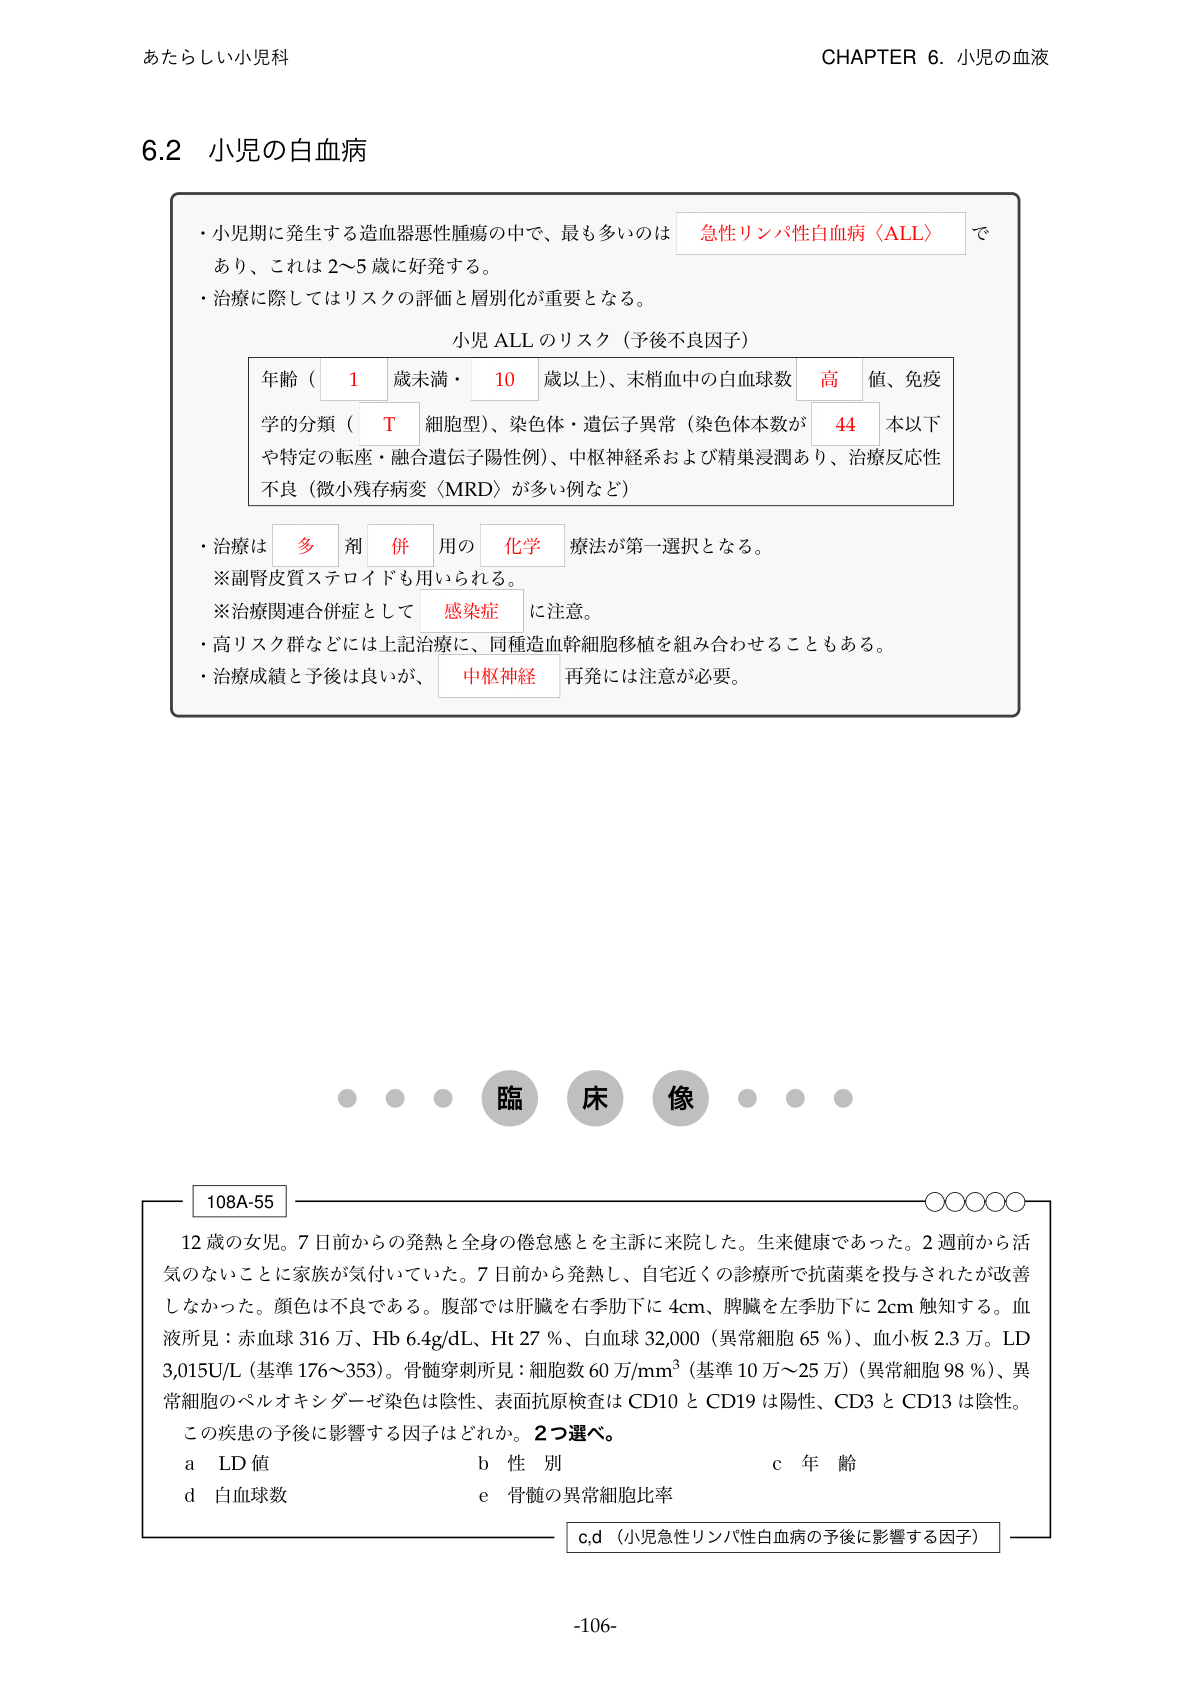 あたらしい小児科 CHAPTER 6. 小児の血液
6.2 小児の白血病
・小児期に発生する造血器悪性腫瘍の中で、最も多いのは 急性リンパ性白血病〈ALL〉 で
あり、これは 2〜5 歳に好発する。
・治療に際してはリスクの評価と層別化が重要となる。
小児 ALL のリスク（予後不良因子）
年齢（ 1 歳未満・ 10 歳以上）、末梢血中の白血球数 高 値、免疫
学的分類（ T 細胞型）、染色体・遺伝子異常（染色体本数が 44 本以下
や特定の転座・融合遺伝子陽性例）、中枢神経系および精巣浸潤あり、治療反応性
不良（微小残存病変〈MRD〉が多い例など）
・治療は 多 剤 併 用の 化学 療法が第一選択となる。
※副腎皮質ステロイドも用いられる。
※治療関連合併症として 感染症 に注意。
・高リスク群などには上記治療に、同種造血幹細胞移植を組み合わせることもある。
・治療成績と予後は良いが、 中枢神経 再発には注意が必要。
臨 床 像
108A-55
12 歳の女児。7 日前からの発熱と全身の倦怠感とを主訴に来院した。生来健康であった。2 週前から活
気のないことに家族が気付いていた。7 日前から発熱し、自宅近くの診療所で抗菌薬を投与されたが改善
しなかった。顔色は不良である。腹部では肝臓を右季肋下に 4cm、脾臓を左季肋下に 2cm 触知する。血
液所見：赤血球 316 万、Hb 6.4g/dL、Ht 27 %、白血球 32,000（異常細胞 65 %）、血小板 2.3 万。LD
3,015U/L（基準 176〜353）。骨髄穿刺所見：細胞数 60 万/mm³（基準 10 万〜25 万）（異常細胞 98 %）、異
常細胞のペルオキシダーゼ染色は陰性、表面抗原検査は CD10 と CD19 は陽性、CD3 と CD13 は陰性。
この疾患の予後に影響する因子はどれか。2つ選べ。
a LD 値 b 性 別 c 年 齢
d 白血球数 e 骨髄の異常細胞比率
c,d（小児急性リンパ性白血病の予後に影響する因子）
-106-